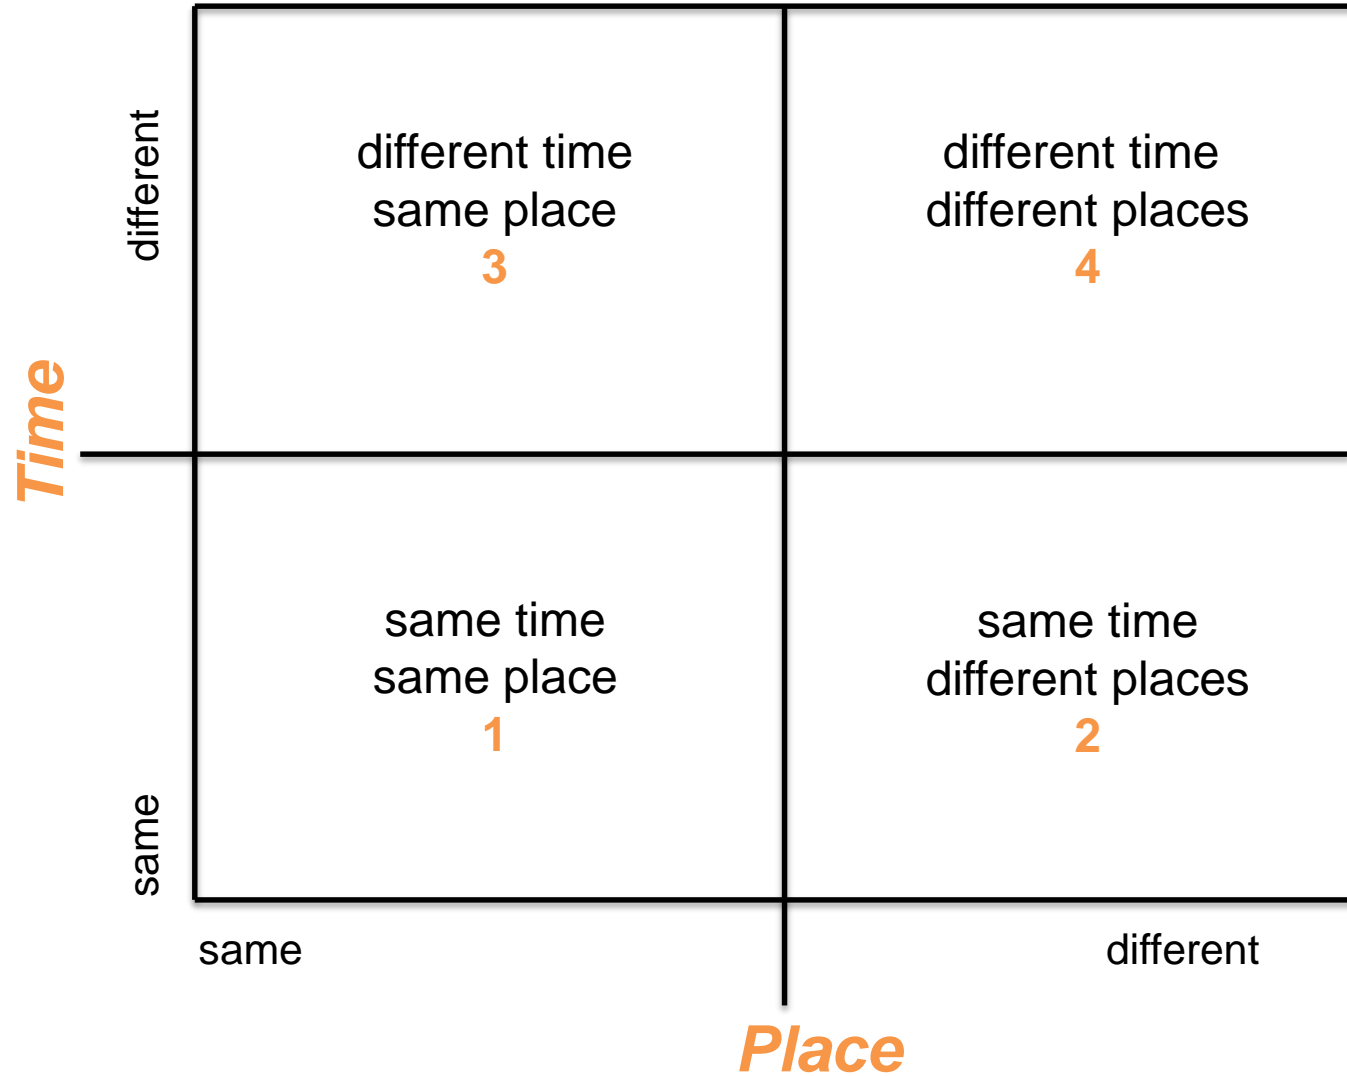 different
different time
same place
3
different time
different places
4
Time
same time
same place
1
same time
different places
2
same
same
different
Place